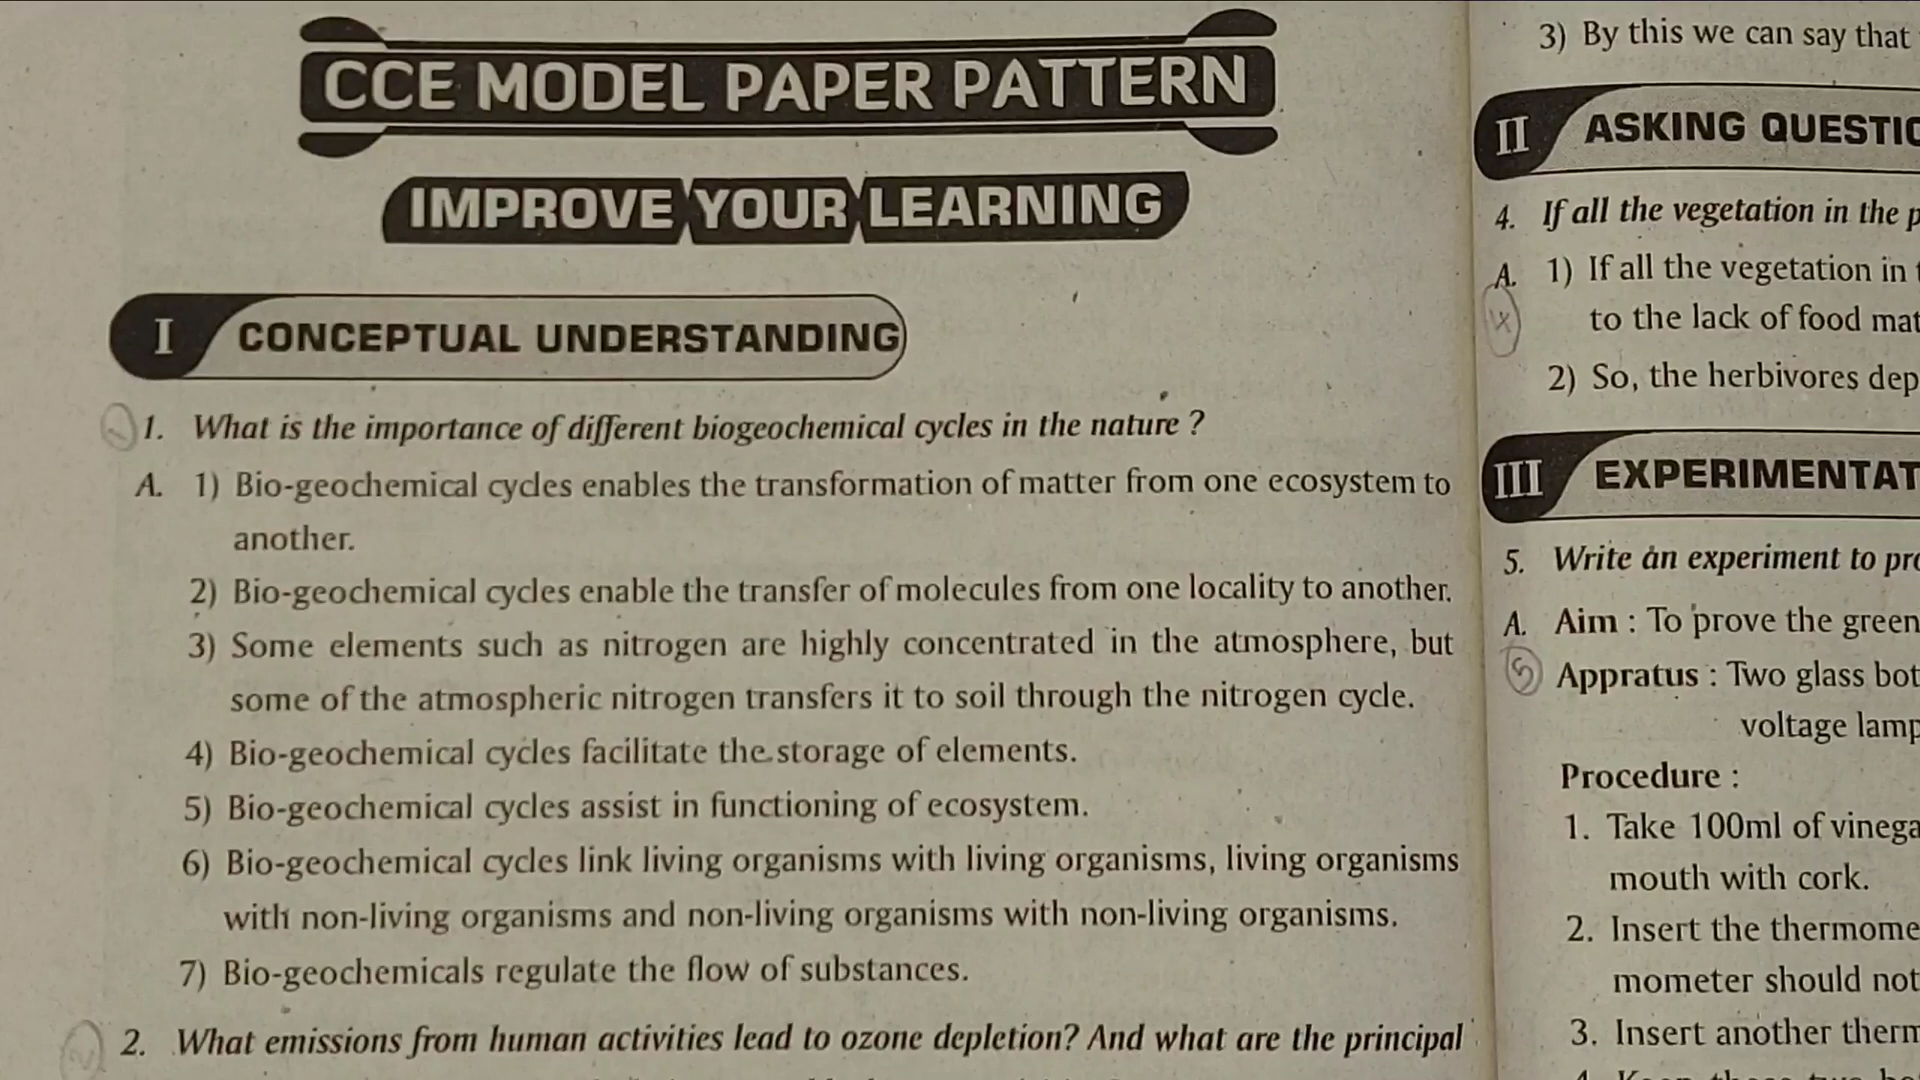 CCE MODEL PAPER PATTERN
IMPROVE YOUR LEARNING
I CONCEPTUAL UNDERSTANDING
1. What is the importance of different biogeochemical cycles in the nature ?
A. 1) Bio-geochemical cycles enables the transformation of matter from one ecosystem to
another.
2) Bio-geochemical cycles enable the transfer of molecules from one locality to another.
3) Some elements such as nitrogen are highly concentrated in the atmosphere, but
some of the atmospheric nitrogen transfers it to soil through the nitrogen cycle.
4) Bio-geochemical cycles facilitate the storage of elements.
5) Bio-geochemical cycles assist in functioning of ecosystem.
6) Bio-geochemical cycles link living organisms with living organisms, living organisms
with non-living organisms and non-living organisms with non-living organisms.
7) Bio-geochemicals regulate the flow of substances.
2. What emissions from human activities lead to ozone depletion? And what are the principal
3) By this we can say that
II ASKING
4. If all the vegetation in the
A. 1) If all the vegetation in
to the lack of food
2) So, the herbivores
III
5. Write an experiment to
A. Aim : To prove the green
Appratus : Two glass
voltage
Procedure :
1. Take 100ml of
mouth with cork.
2. Insert the
mometer should not
3. Insert another